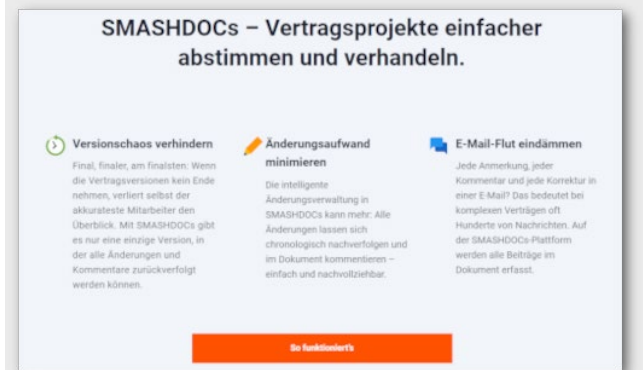 SMASHDOCs – Vertragsprojekte einfacher
abstimmen und verhandeln.
Versionschaos verhindern
Final, finaler, am finalsten: Wenn
die Vertragsversionen kein Ende
nehmen, verliert selbst der
akkurateste Mitarbeiter den
Überblick. Mit SMASHDOCs gibt
es nur eine einzige Version, in
der alle Änderungen und
Kommentare zurückverfolgt
werden können.
Änderungsaufwand
minimieren
Die intelligente
Änderungsverwaltung in
SMASHDOCs kann mehr: Alle
Änderungen lassen sich
chronologisch nachverfolgen und
im Dokument kommentieren –
einfach und nachvollziehbar.
E-Mail-Flut eindämmen
Jede Anmerkung, jeder
Kommentar und jede Korrektur in
einer E-Mail? Das bedeutet bei
komplexen Verträgen oft
Hunderte von Nachrichten. Auf
der SMASHDOCs-Plattform
werden alle Beiträge im
Dokument erfasst.
So funktioniert's